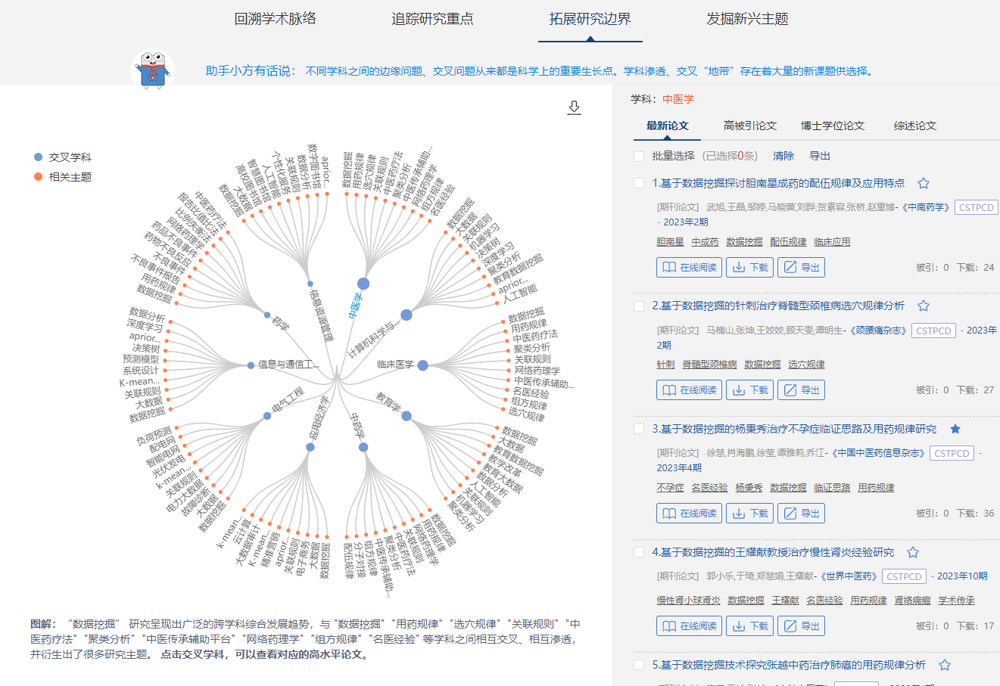 回溯学术脉络
追踪研究重点
拓展研究边界
发掘新兴主题
助手小方有话说： 不同学科之间的边缘问题、交叉问题从来都是科学上的重要生长点。学科渗透、交叉“地带”存在着大量的新课题供选择。
交叉学科
相关主题
中医学
数据挖掘
用药规律
选穴规律
关联规则
中医药疗法
聚类分析
中医传承辅助...
网络药理学
组方规律
名医经验
计算机科学与...
数据挖掘
大数据
关联规则
机器学习
决策树
深度学习
聚类分析
教育数据挖掘
aprior...
人工智能
临床医学
数据挖掘
用药规律
中医药疗法
聚类分析
关联规则
网络药理学
中医传承辅助...
名医经验
组方规律
选穴规律
教育学
数据挖掘
大数据
教育数据挖掘
教学改革
教育大数据
数据分析
人工智能
关联规则
机器学习
聚类分析
中药学
数据挖掘
用药规律
网络药理学
关联规则
中医药疗法
聚类分析
中医传承辅助...
组方规律
分子对接
配伍规律
应用经济学
数据挖掘
大数据
电子商务
关联规则
aprior...
精准营销
K-mean...
大数据审计
云计算
k-mean...
电气工程
数据挖掘
大数据
故障诊断
电力大数据
关联规则
k-mean...
光伏发电
智能电网
配电网
负荷预测
信息与通信工...
数据挖掘
大数据
关联规则
K-mean...
系统设计
预测模型
决策树
aprior...
深度学习
数据分析
药学
数据挖掘
用药规律
不良事件报告
不良事件
药物不良反应
药品不良事件
网络药理学
比例失衡法
报告比值比法
中医药疗法
信息资源管理
数据挖掘
大数据
高校图书馆
智慧图书馆
人工智能
个性化服务
关联规则
数据分析
数字图书馆
aprior...
图解： “数据挖掘” 研究呈现出广泛的跨学科综合发展趋势，与 "数据挖掘" "用药规律" "选穴规律" "关联规则" "中
医药疗法" "聚类分析" "中医传承辅助平台" "网络药理学" "组方规律" "名医经验" 等学科之间相互交叉、相互渗透，
并衍生出了很多研究主题。 点击交叉学科，可以查看对应的高水平论文。
学科：中医学
最新论文 高被引论文 博士学位论文 综述论文
批量选择 (已选择0条) 清除 导出
1.基于数据挖掘探讨胆南星成药的配伍规律及应用特点
[期刊论文] 武旭,王晶,邹婷,马晓茵,刘晔,贺素容,张桥,赵重博-《中南药学》 CSTPCD
- 2023年2期
胆南星 中成药 数据挖掘 配伍规律 临床应用
在线阅读 下载 导出 被引：0 下载：24
2.基于数据挖掘的针刺治疗脊髓型颈椎病选穴规律分析
[期刊论文] 马楠山,张坤,王姣姣,顾天雯,谭明生-《颈腰痛杂志》 CSTPCD - 2023年
2期
针刺 脊髓型颈椎病 数据挖掘 选穴规律
在线阅读 下载 导出 被引：0 下载：27
3.基于数据挖掘的杨秉秀治疗不孕症临证思路及用药规律研究
[期刊论文] 徐慧,肖海鹏,徐莹,谭雅莉,乔江-《中国中医药信息杂志》 CSTPCD -
2023年4期
不孕症 名医经验 杨秉秀 数据挖掘 临证思路 用药规律
在线阅读 下载 导出 被引：0 下载：36
4.基于数据挖掘的王耀献教授治疗慢性肾炎经验研究
[期刊论文] 郭小乐,于琦,郑慧娟,王耀献-《世界中医药》 CSTPCD - 2023年10期
慢性肾小球肾炎 数据挖掘 王耀献 名医经验 用药规律 肾络癥瘕 学术传承
在线阅读 下载 导出 被引：0 下载：17
5.基于数据挖掘技术探究张越中药治疗肺癌的用药规律分析